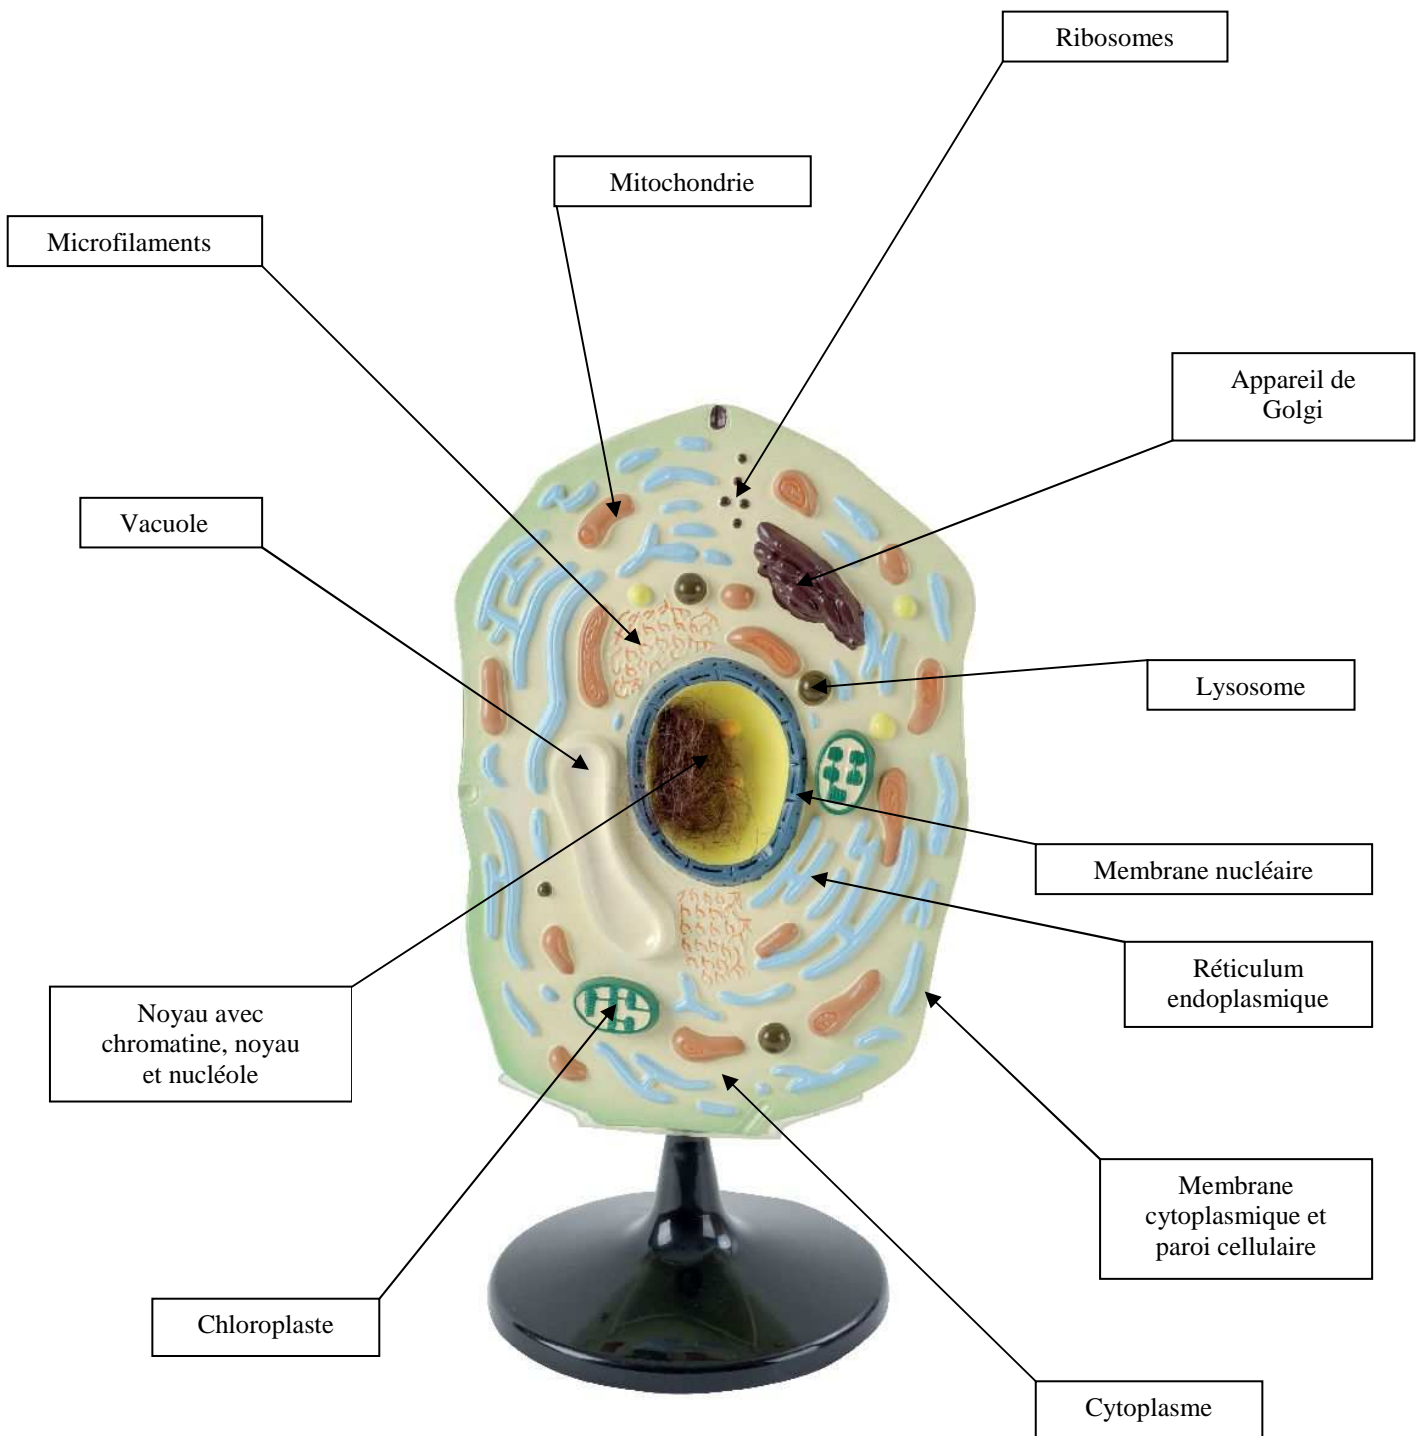 Ribosomes
Mitochondrie
Microfilaments
Appareil de
Golgi
Vacuole
Lysosome
Membrane nucléaire
Réticulum
endoplasmique
Noyau avec
chromatine, noyau
et nucléole
Membrane
cytoplasmique et
paroi cellulaire
Chloroplaste
Cytoplasme